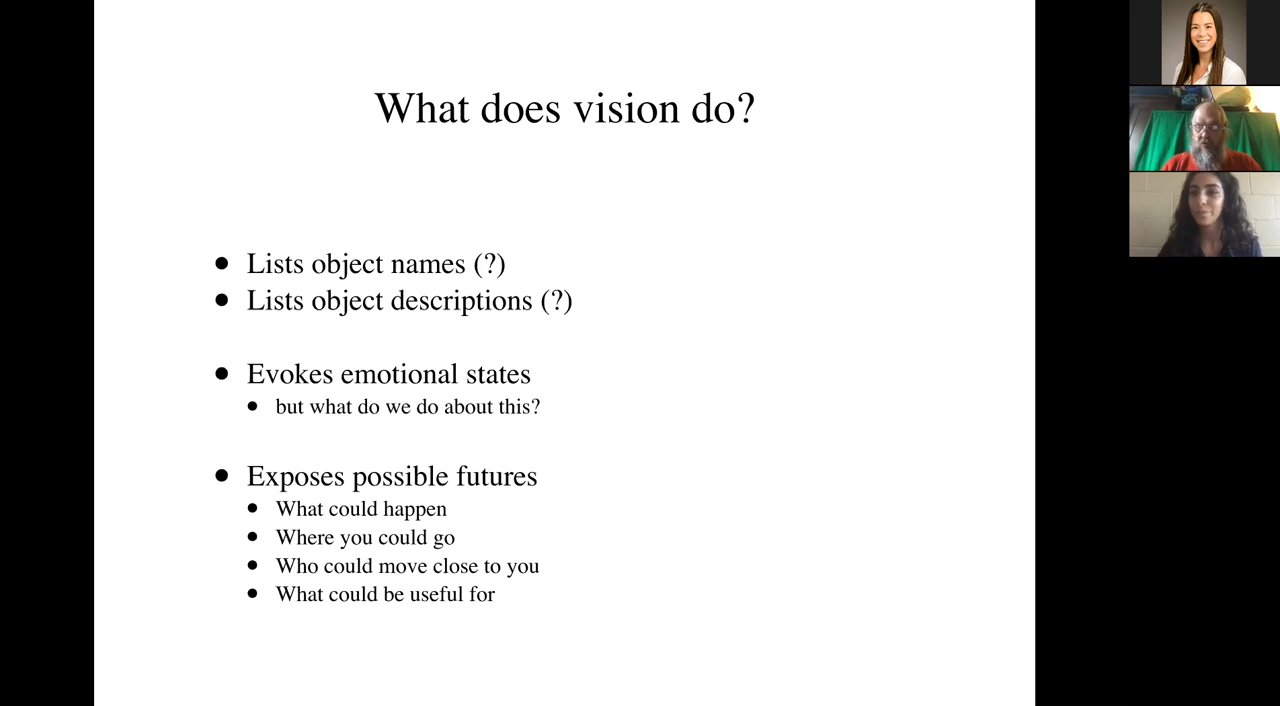 What does vision do?
• Lists object names (?)
• Lists object descriptions (?)
• Evokes emotional states
• but what do we do about this?
• Exposes possible futures
• What could happen
• Where you could go
• Who could move close to you
• What could be useful for